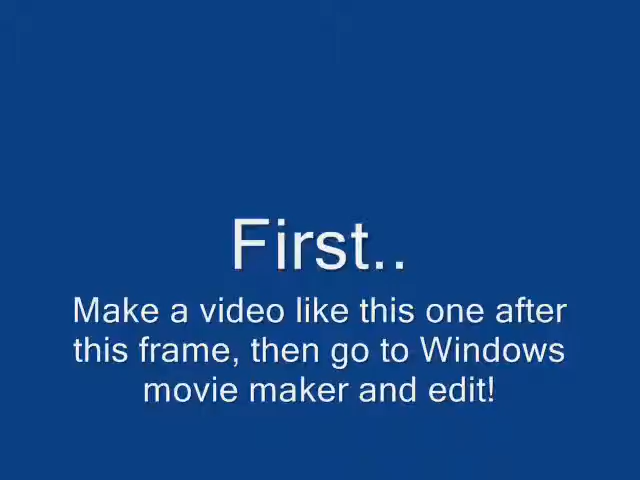 First..
Make a video like this one after
this frame, then go to Windows
movie maker and edit!